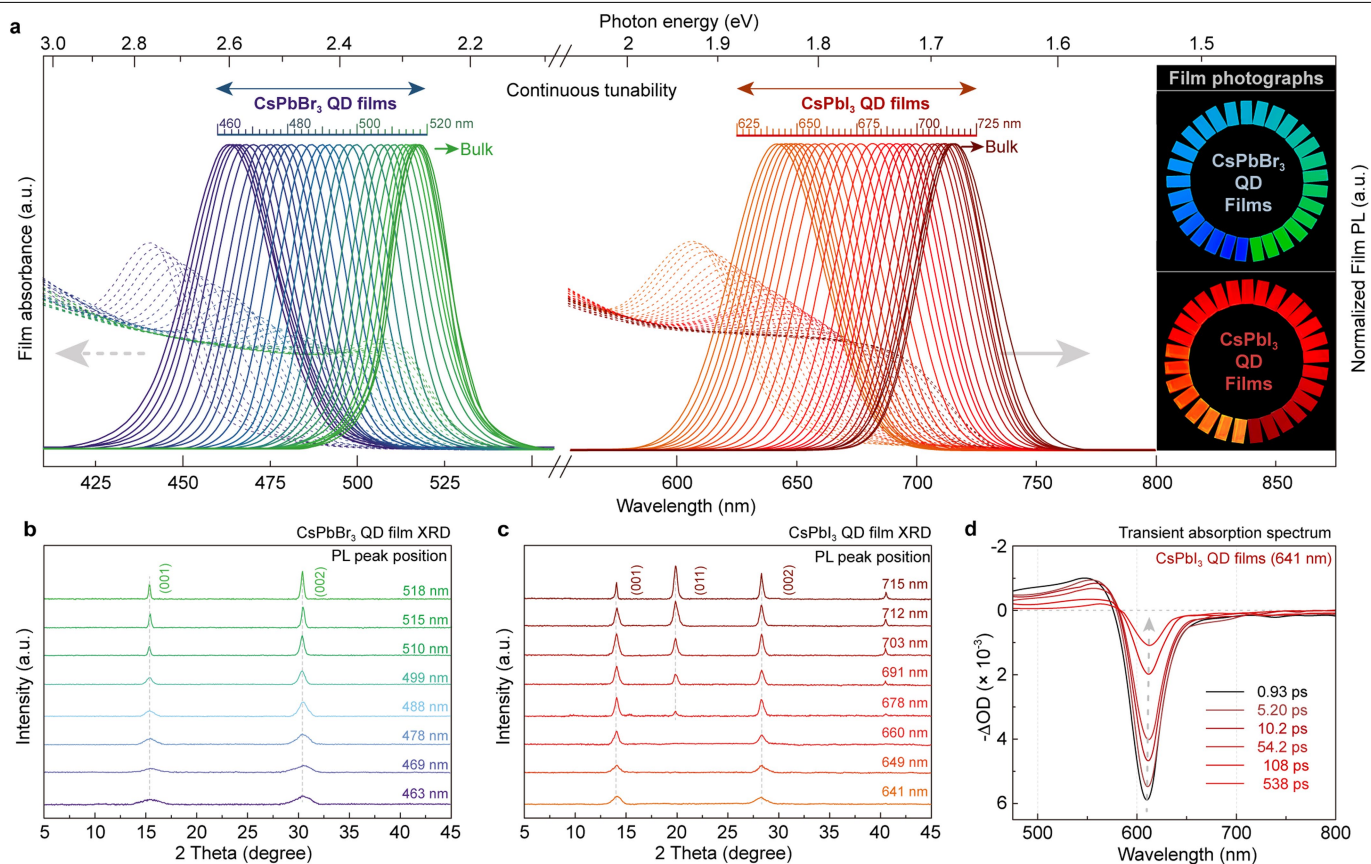 a
Photon energy (eV)
3.0 2.8 2.6 2.4 2.2 2 1.9 1.8 1.7 1.6 1.5
CsPbBr₃ QD films
Continuous tunability
CsPbI₃ QD films
Film photographs
460 480 500 520 nm
625 650 675 700 725 nm
Bulk
Bulk
CsPbBr₃
QD
Films
CsPbI₃
QD
Films
Film absorbance (a.u.)
Normalized Film PL (a.u.)
425 450 475 500 525 600 650 700 750 800 850
Wavelength (nm)
b
CsPbBr₃ QD film XRD
PL peak position
(001)
(002)
518 nm
515 nm
510 nm
499 nm
488 nm
478 nm
469 nm
463 nm
Intensity (a.u.)
5 10 15 20 25 30 35 40 45
2 Theta (degree)
c
CsPbI₃ QD film XRD
PL peak position
(001)
(011)
(002)
715 nm
712 nm
703 nm
691 nm
678 nm
660 nm
649 nm
641 nm
Intensity (a.u.)
5 10 15 20 25 30 35 40 45
2 Theta (degree)
d
Transient absorption spectrum
CsPbI₃ QD films (641 nm)
-2
0
2
4
6
-ΔOD (× 10⁻³)
0.93 ps
5.20 ps
10.2 ps
54.2 ps
108 ps
538 ps
500 600 700 800
Wavelength (nm)